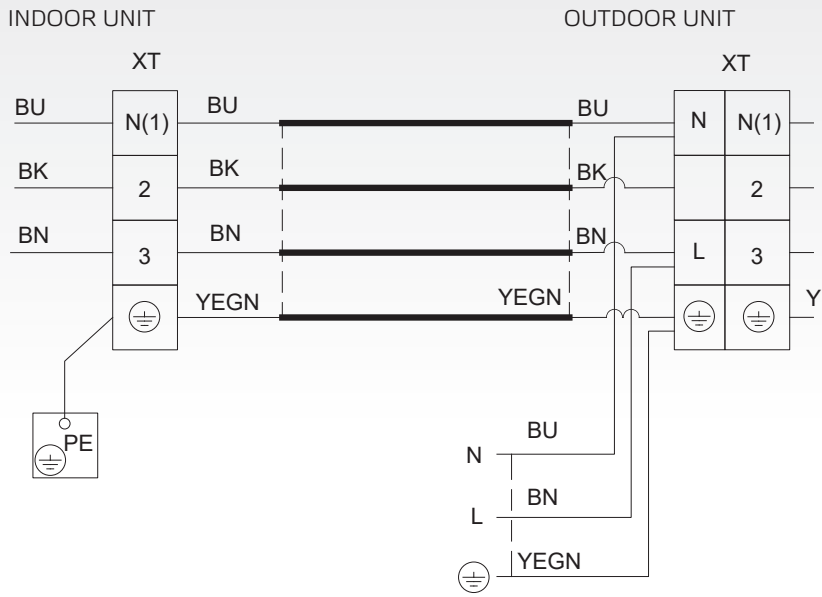 INDOOR UNIT
OUTDOOR UNIT
XT
XT
BU
N(1)
BU
BU
N
N(1)
BK
2
BK
BK
2
BN
3
BN
BN
L
3
YEGN
YEGN
Y
PE
N
BU
L
BN
YEGN